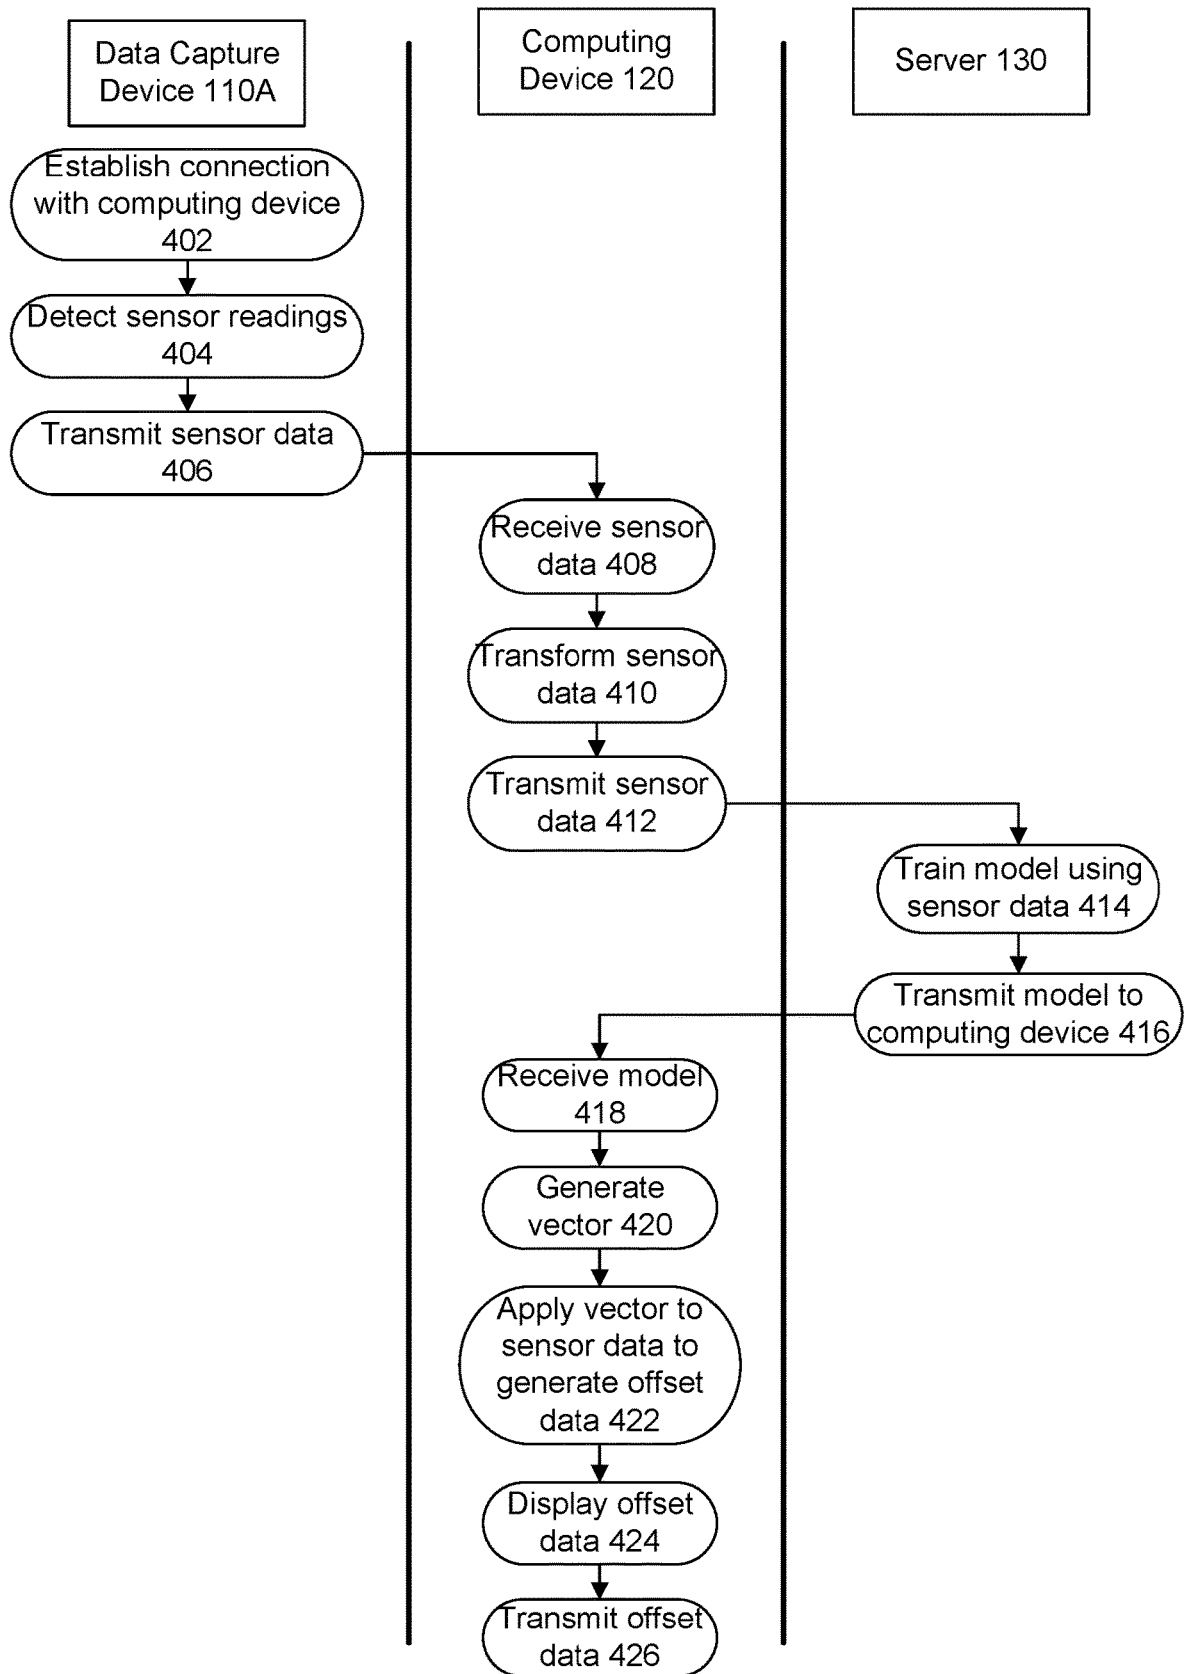 Data Capture
Device 110A
Computing
Device 120
Server 130
Establish connection
with computing device
402
Detect sensor readings
404
Transmit sensor data
406
Receive sensor
data 408
Transform sensor
data 410
Transmit sensor
data 412
Train model using
sensor data 414
Transmit model to
computing device 416
Receive model
418
Generate
vector 420
Apply vector to
sensor data to
generate offset
data 422
Display offset
data 424
Transmit offset
data 426